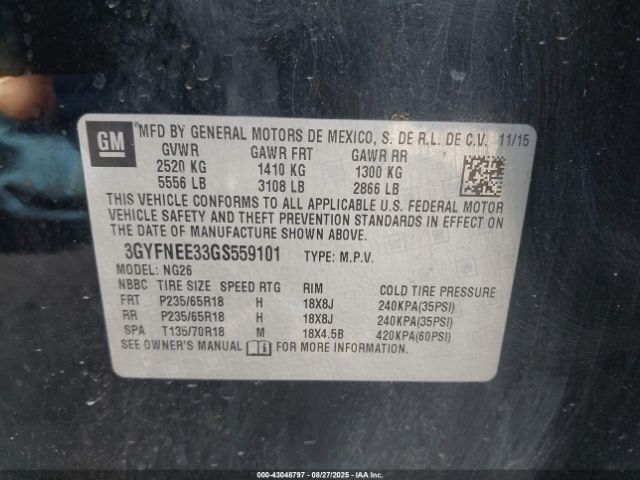 GM
MFD BY GENERAL MOTORS DE MEXICO, S. DE R.L. DE C.V. 11/15
GVWR GAWR FRT GAWR RR
2520 KG 1410 KG 1300 KG
5556 LB 3108 LB 2866 LB
THIS VEHICLE CONFORMS TO ALL APPLICABLE U.S. FEDERAL MOTOR
VEHICLE SAFETY AND THEFT PREVENTION STANDARDS IN EFFECT ON
THE DATE OF MANUFACTURE SHOWN ABOVE.
3GYFNEE33GS559101 TYPE: M.P.V.
MODEL: NG26
NBBC TIRE SIZE SPEED RTG RIM COLD TIRE PRESSURE
FRT P235/65R18 H 18X8J 240KPA(35PSI)
RR P235/65R18 H 18X8J 240KPA(35PSI)
SPA T135/70R18 M 18X4.5B 420KPA(60PSI)
SEE OWNER'S MANUAL FOR MORE INFORMATION.
000-43048797 - 08/27/2025 - IAA Inc.